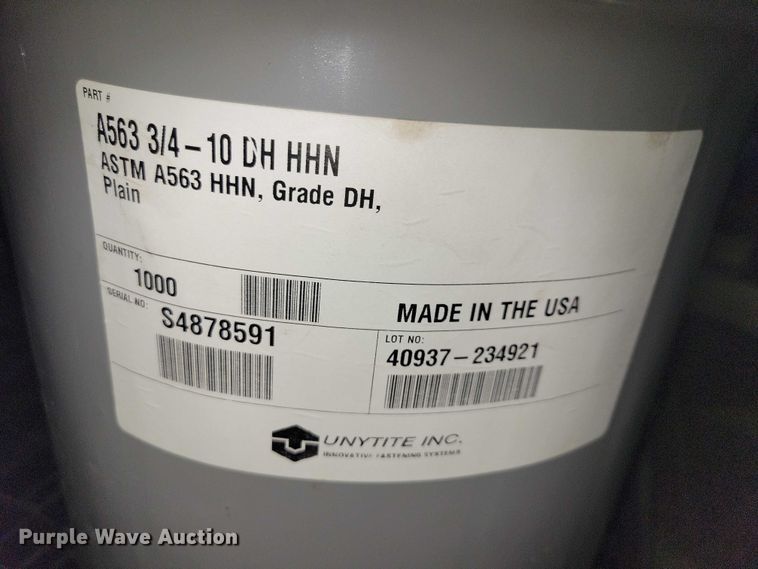 PART #
A563 3/4-10 DH HHN
ASTM A563 HHN, Grade DH,
Plain
QUANTITY:
1000
MADE IN THE USA
SERIAL NO:
S4878591
LOT NO:
40937-234921
UNYTITE INC.
INNOVATIVE FASTENING SYSTEMS
Purple Wave Auction